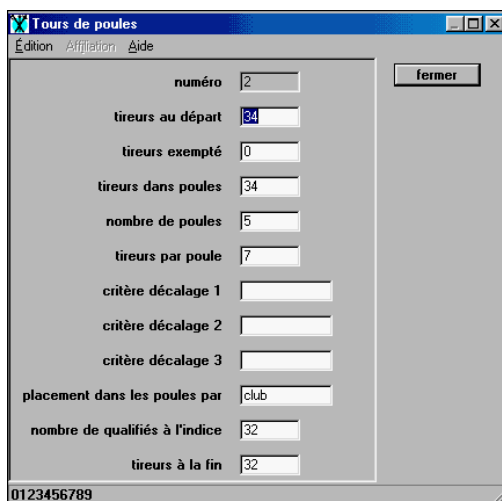 Tours de poules
Édition Affiliation Aide
fermer
numéro 2
tireurs au départ 34
tireurs exempté 0
tireurs dans poules 34
nombre de poules 5
tireurs par poule 7
critère décalage 1
critère décalage 2
critère décalage 3
placement dans les poules par club
nombre de qualifiés à l'indice 32
tireurs à la fin 32
0123456789